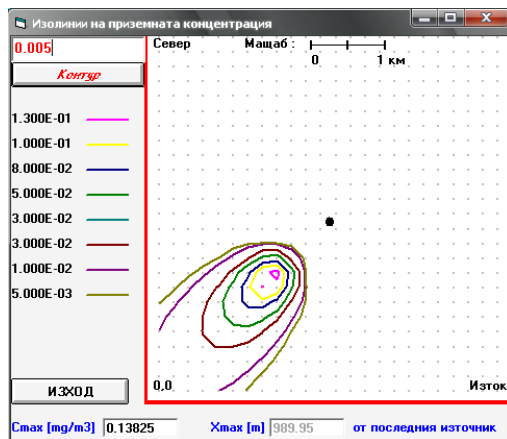 Изолинии на приземната концентрация
0.005
Контур
Север Мащаб :
0 1 км
1.300E-01
1.000E-01
8.000E-02
5.000E-02
3.000E-02
3.000E-02
1.000E-02
5.000E-03
ИЗХОД
0,0 Изток
Cmax [mg/m3] 0.13825 Xmax [m] 989.95 от последния източник